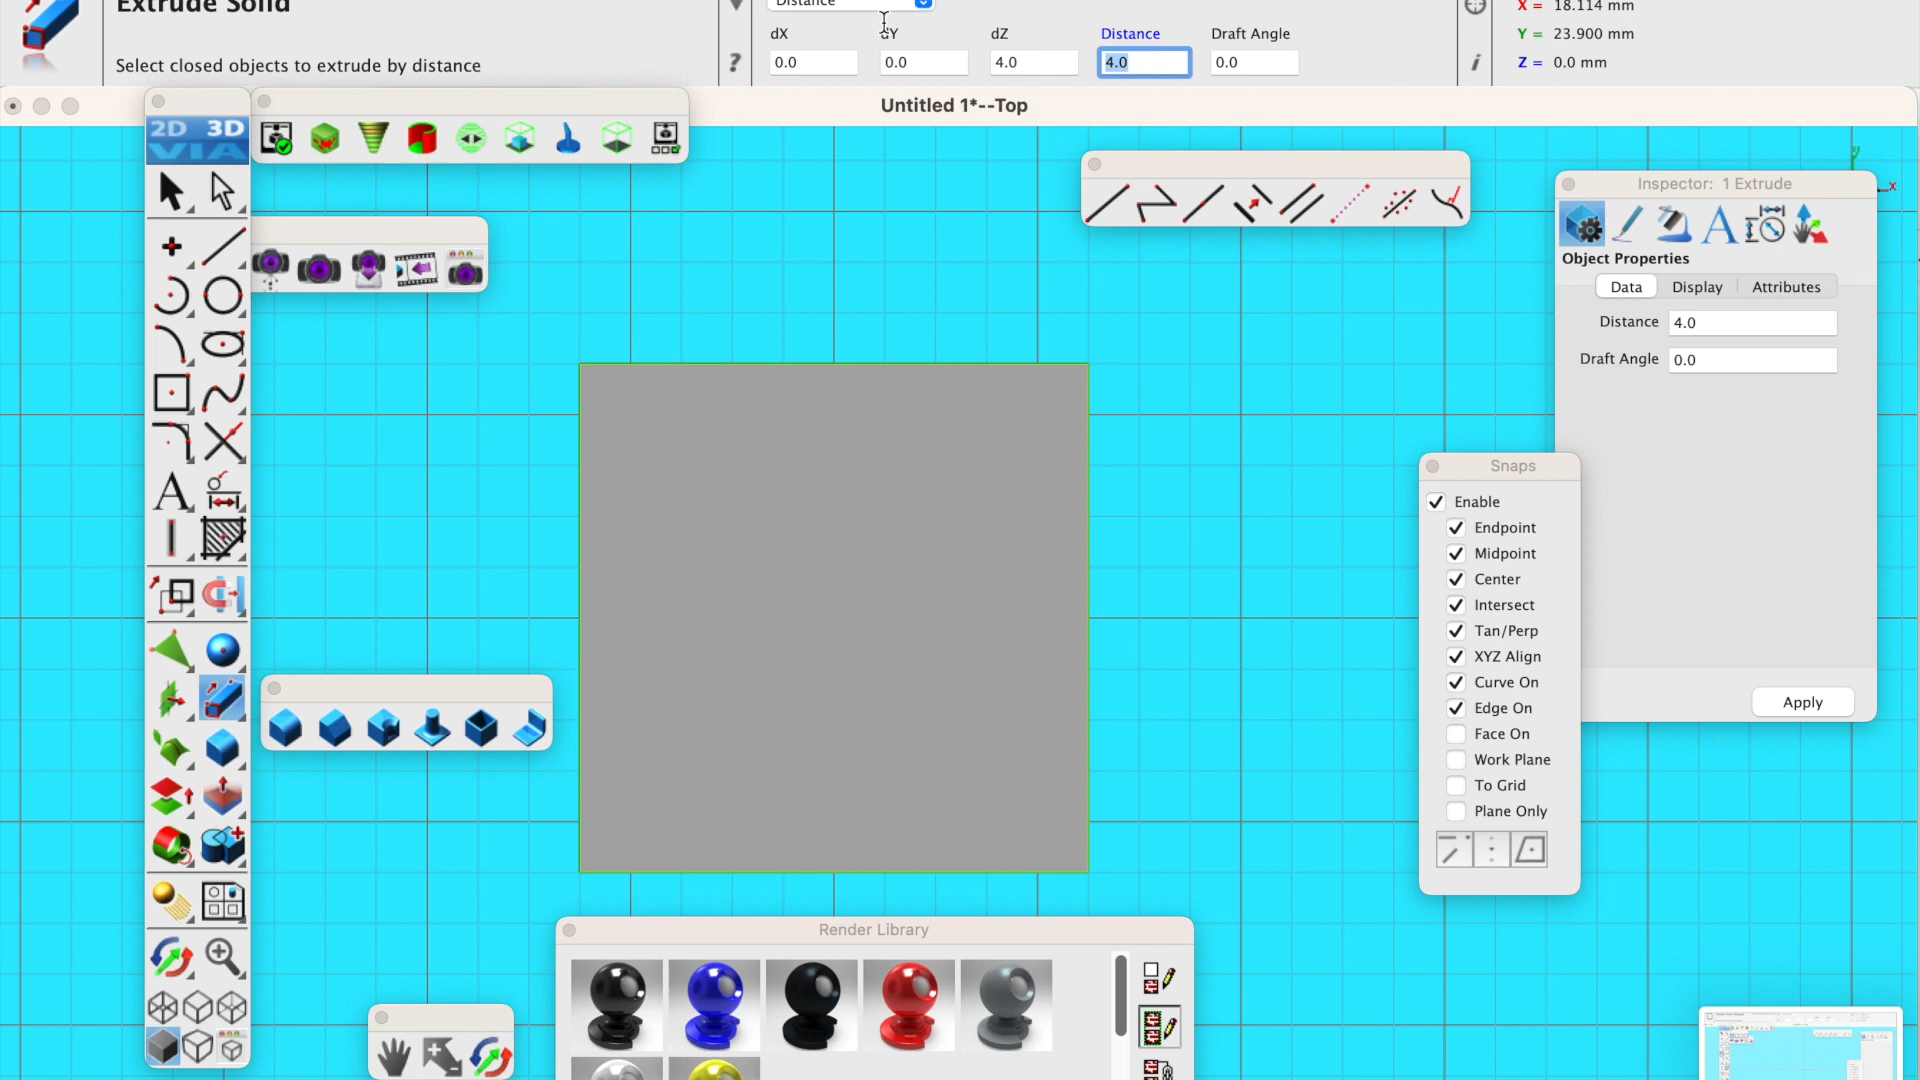 Extrude Solid
Select closed objects to extrude by distance
Distance
dX
dY
dZ
Distance
Draft Angle
0.0
0.0
4.0
4.0
0.0
X = 18.114 mm
Y = 23.900 mm
Z = 0.0 mm
Untitled 1*--Top
2D 3D
VIA
Y
X
Inspector: 1 Extrude
Object Properties
Data
Display
Attributes
Distance 4.0
Draft Angle 0.0
Apply
Snaps
Enable
Endpoint
Midpoint
Center
Intersect
Tan/Perp
XYZ Align
Curve On
Edge On
Face On
Work Plane
To Grid
Plane Only
Render Library